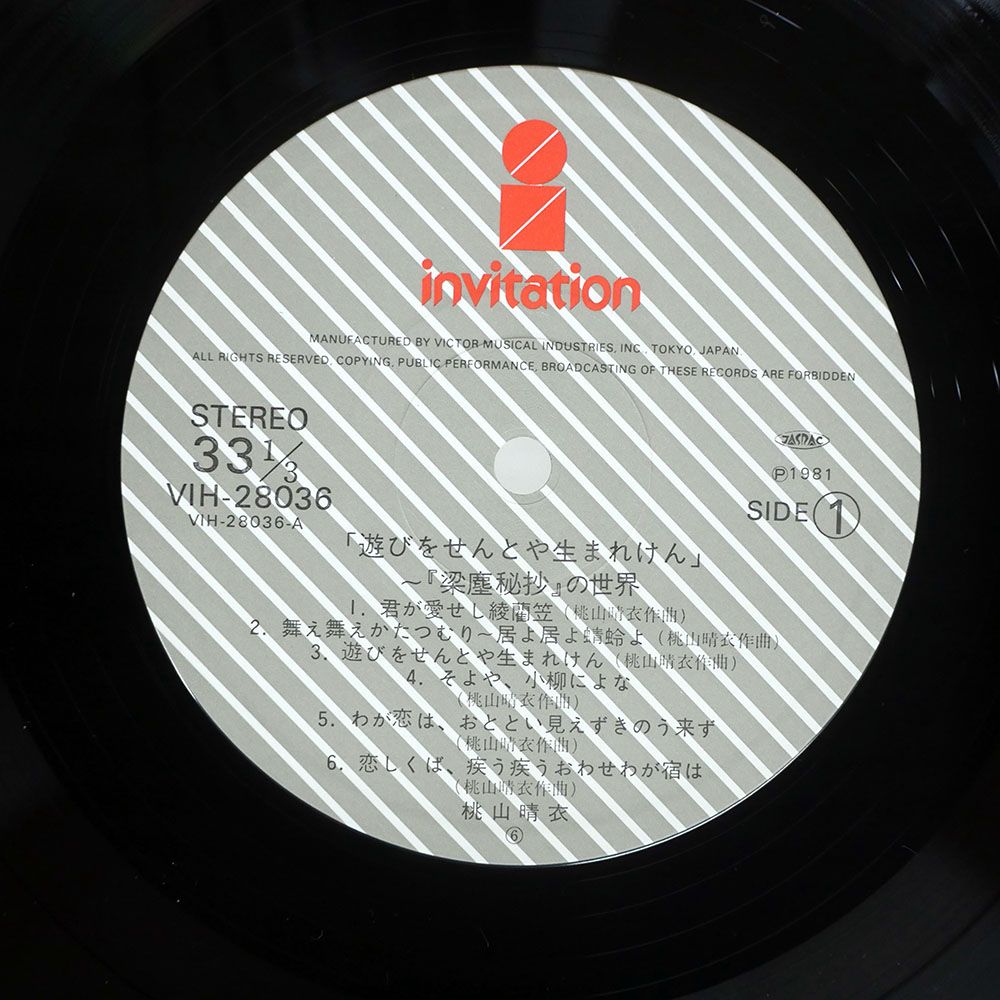 invitation
MANUFACTURED BY VICTOR MUSICAL INDUSTRIES, INC., TOKYO, JAPAN.
ALL RIGHTS RESERVED, COPYING, PUBLIC PERFORMANCE, BROADCASTING OF THESE RECORDS ARE FORBIDDEN
STEREO
33 1/3
VIH-28036
VIH-28036-A
JASRAC
Ⓟ1981
SIDE ①
「遊びをせんとや生まれけん」
〜『梁塵秘抄』の世界
1. 君が愛せし綾藺笠 (桃山晴衣作曲)
2. 舞え舞えかたつむり〜居よ居よ蜻蛉よ (桃山晴衣作曲)
3. 遊びをせんとや生まれけん (桃山晴衣作曲)
4. そよや、小柳によな
(桃山晴衣作曲)
5. わが恋は、おととい見えずきのう来ず
(桃山晴衣作曲)
6. 恋しくば、疾う疾うおわせわが宿は
(桃山晴衣作曲)
桃山晴衣
⑥